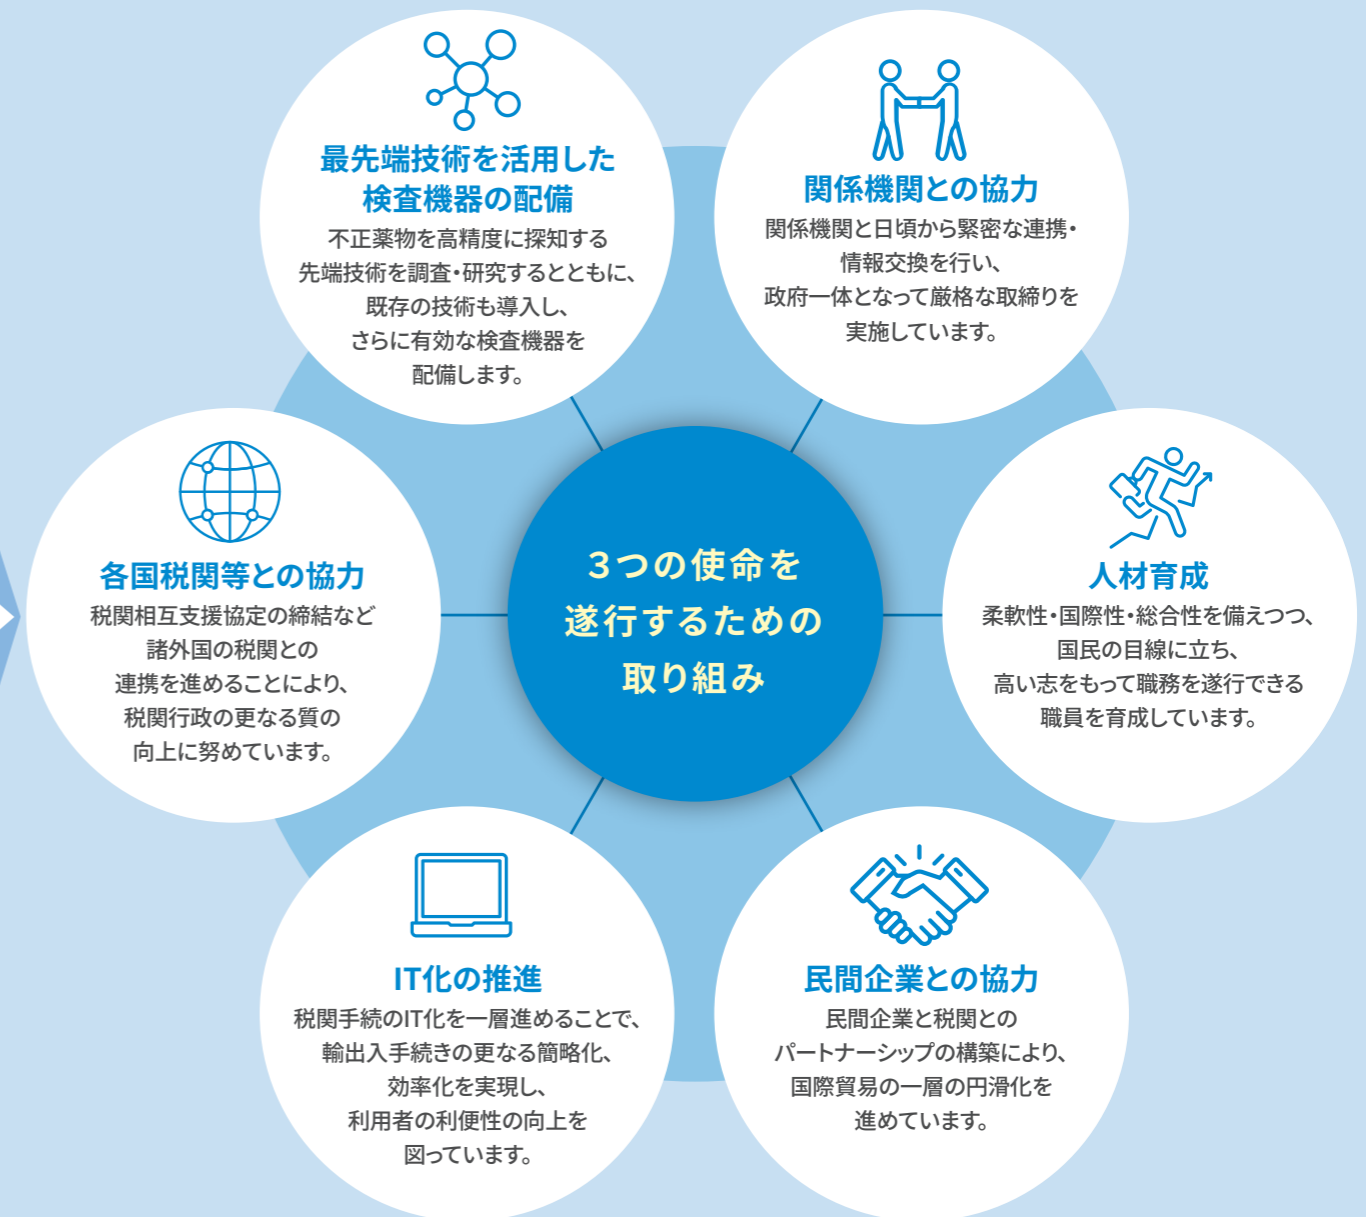 最先端技術を活用した
検査機器の配備
不正薬物を高精度に探知する
先端技術を調査・研究するとともに、
既存の技術も導入し、
さらに有効な検査機器を
配備します。
関係機関との協力
関係機関と日頃から緊密な連携・
情報交換を行い、
政府一体となって厳格な取締りを
実施しています。
各国税関等との協力
税関相互支援協定の締結など
諸外国の税関との
連携を進めることにより、
税関行政の更なる質の
向上に努めています。
３つの使命を
遂行するための
取り組み
人材育成
柔軟性・国際性・総合性を備えつつ、
国民の目線に立ち、
高い志をもって職務を遂行できる
職員を育成しています。
IT化の推進
税関手続のIT化を一層進めることで、
輸出入手続きの更なる簡略化、
効率化を実現し、
利用者の利便性の向上を
図っています。
民間企業との協力
民間企業と税関との
パートナーシップの構築により、
国際貿易の一層の円滑化を
進めています。